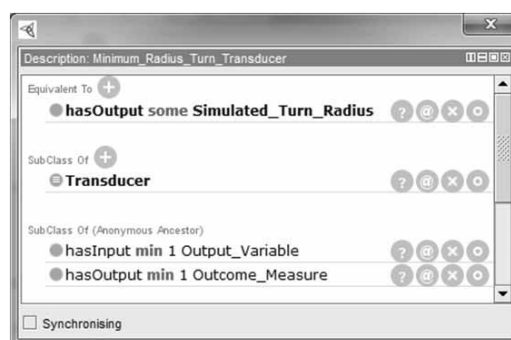 Description: Minimum_Radius_Turn_Transducer
Equivalent To
hasOutput some Simulated_Turn_Radius
SubClass Of
Transducer
SubClass Of (Anonymous Ancestor)
hasInput min 1 Output_Variable
hasOutput min 1 Outcome_Measure
Synchronising